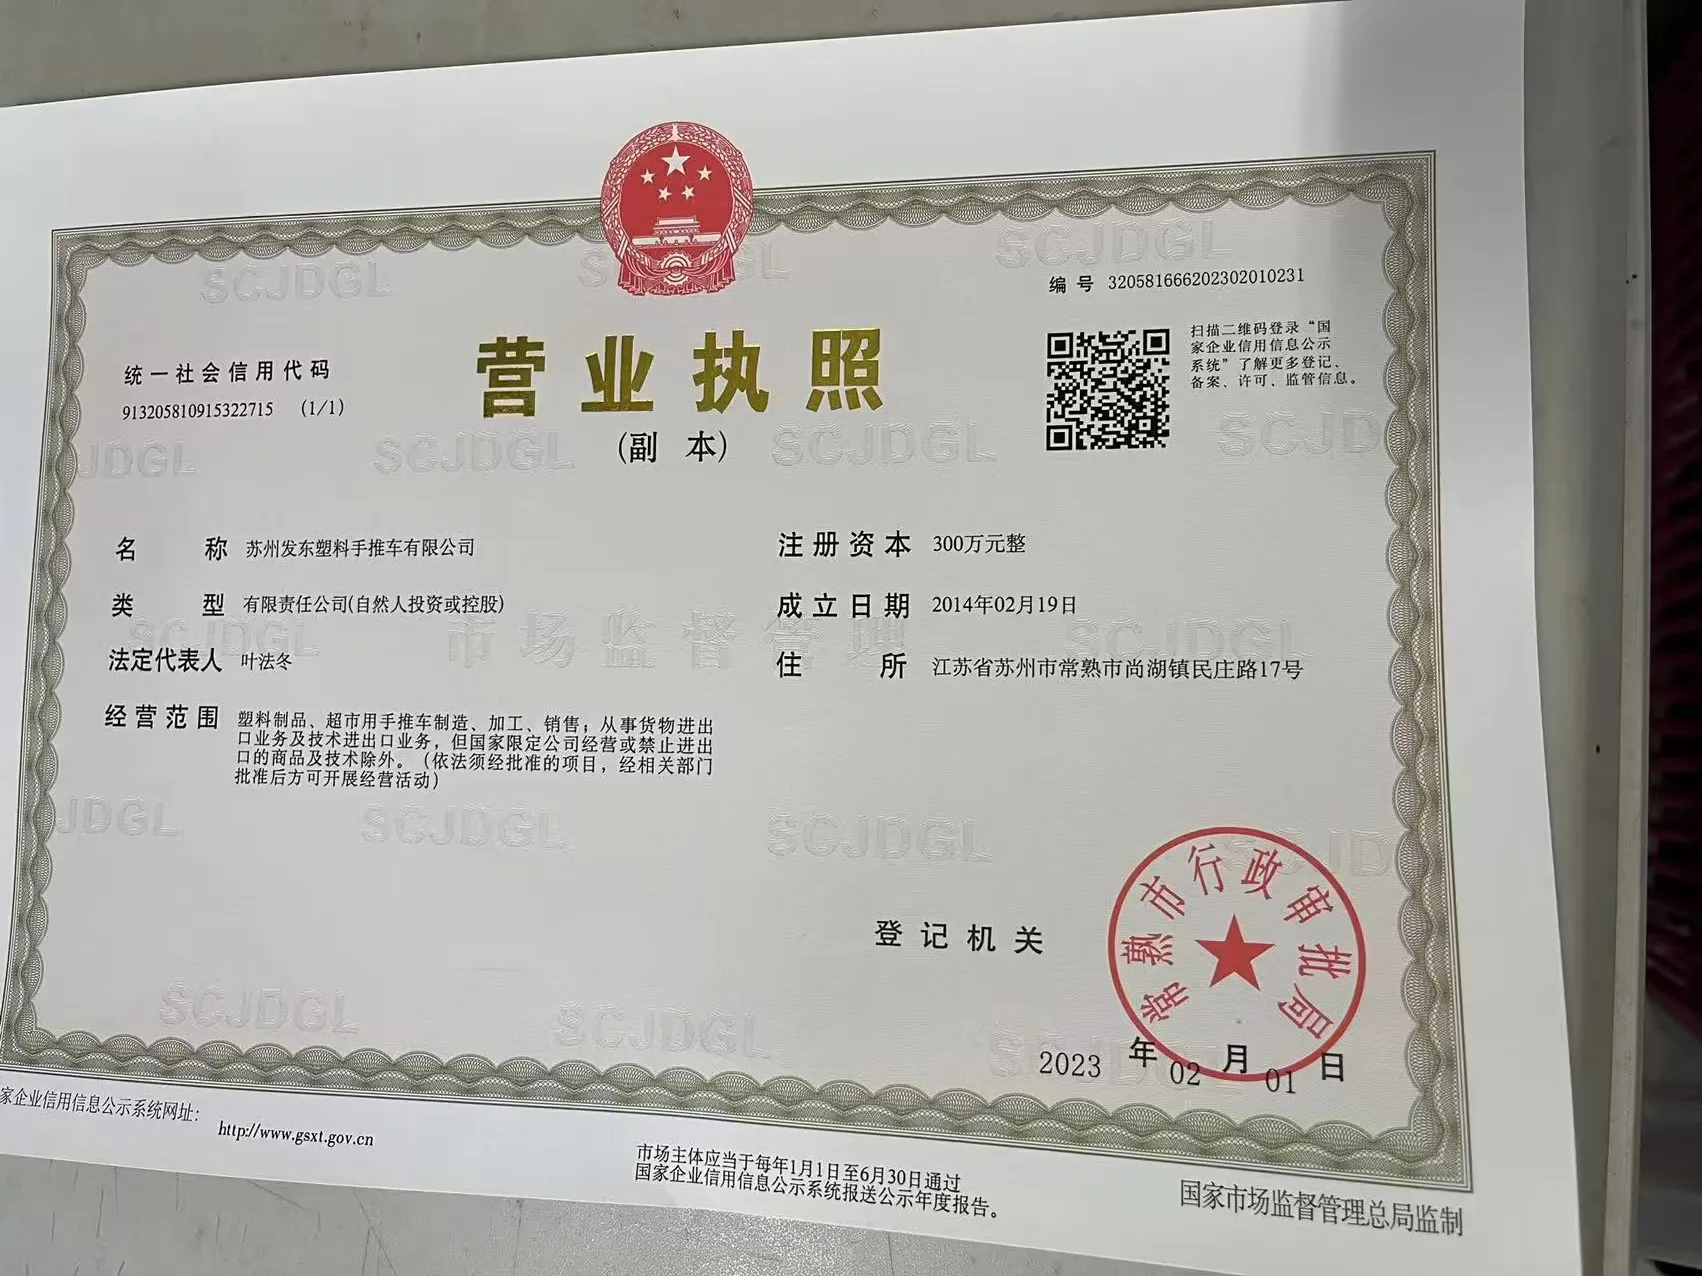 编号 320581666202302010231
统一社会信用代码
913205810915322715 (1/1)
营业执照
(副本)
扫描二维码登录“国
家企业信用信息公示
系统”了解更多登记、
备案、许可、监管信息。
名称 苏州发东塑料手推车有限公司
类型 有限责任公司(自然人投资或控股)
法定代表人 叶法冬
经营范围 塑料制品、超市用手推车制造、加工、销售；从事货物进出
口业务及技术进出口业务，但国家限定公司经营或禁止进出
口的商品及技术除外。（依法须经批准的项目，经相关部门
批准后方可开展经营活动）
注册资本 300万元整
成立日期 2014年02月19日
住所 江苏省苏州市常熟市尚湖镇民庄路17号
SCJDGL
市场监督管理
登记机关
常熟市行政审批局
2023年02月01日
家企业信用信息公示系统网址：
http://www.gsxt.gov.cn
市场主体应当于每年1月1日至6月30日通过
国家企业信用信息公示系统报送公示年度报告。
国家市场监督管理总局监制